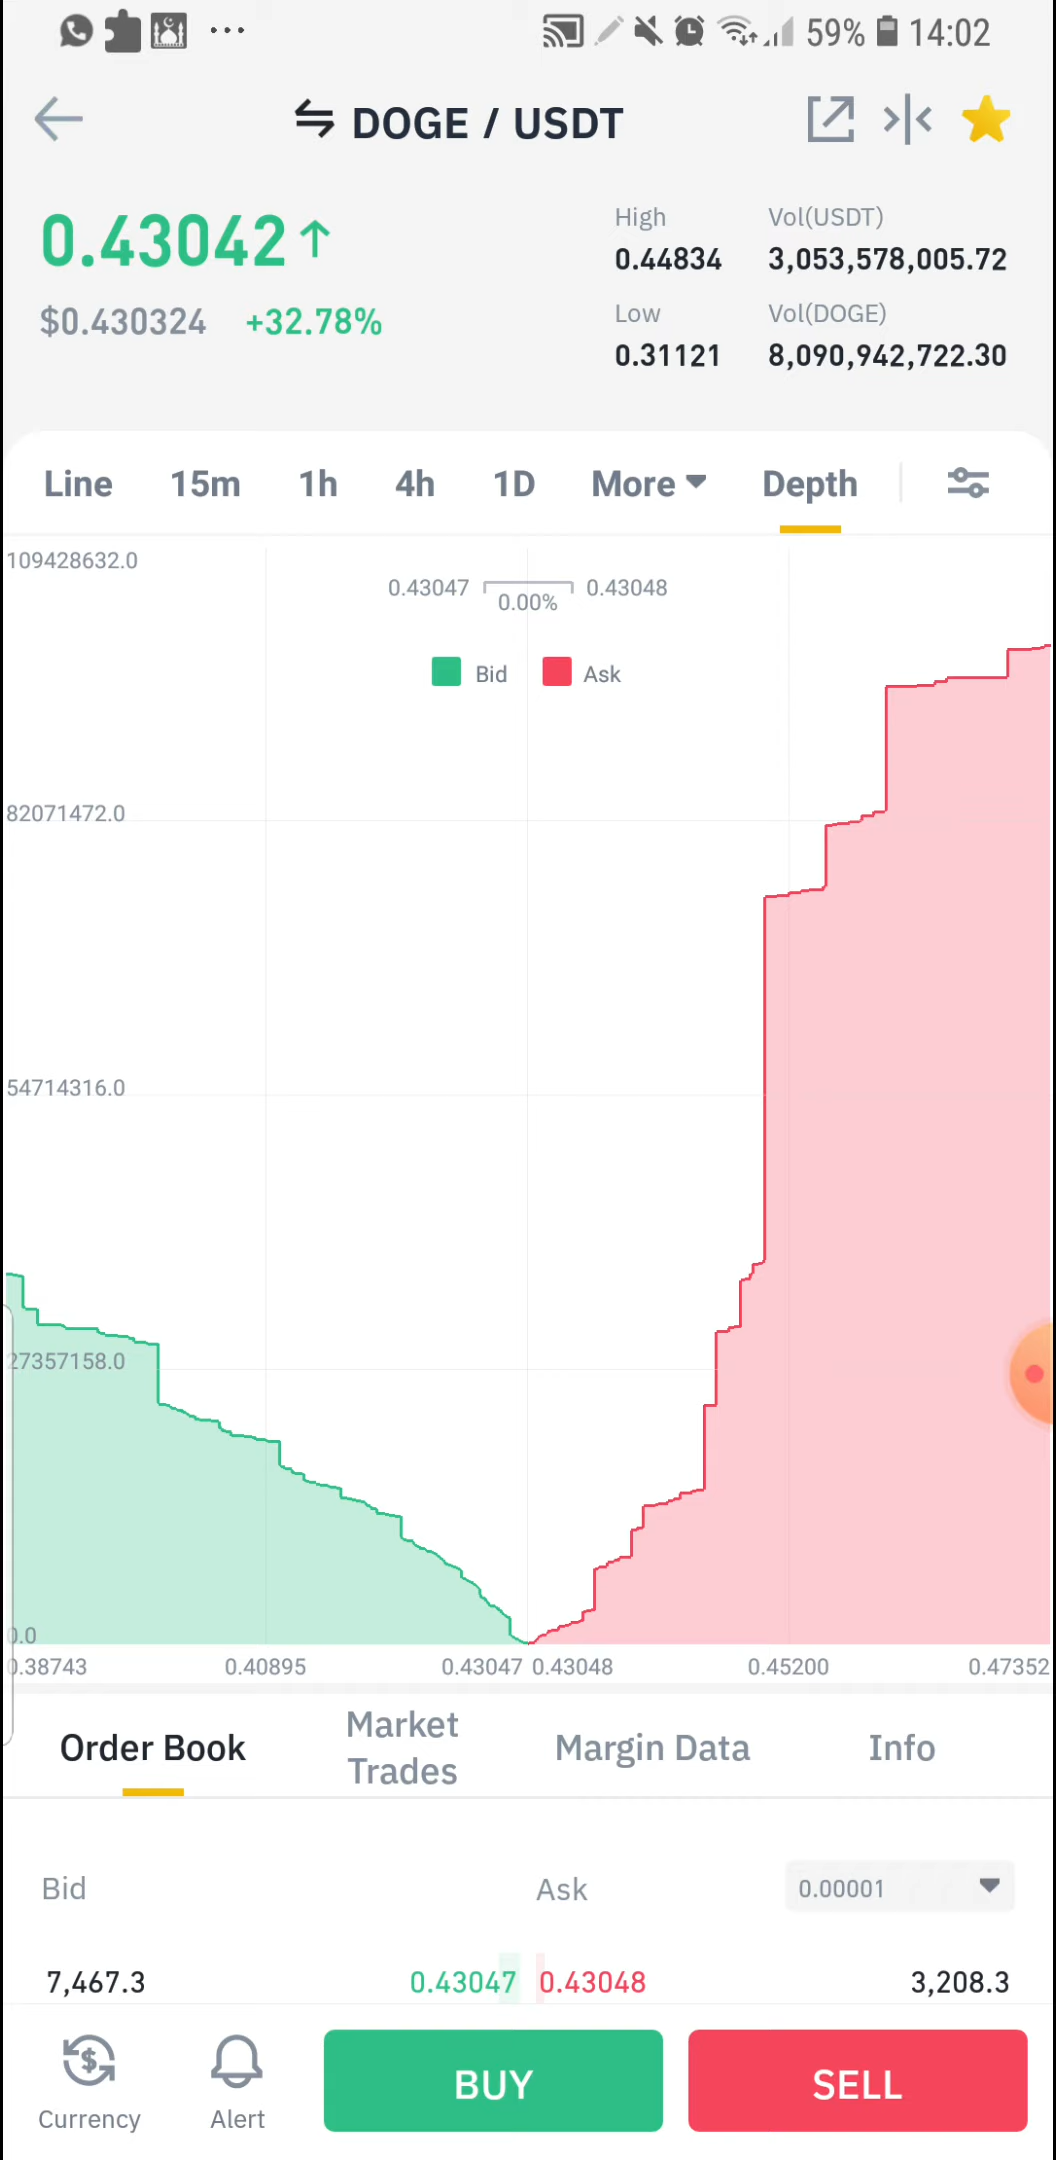 59% 14:02
DOGE / USDT
0.43042
$0.430324 +32.78%
High Vol(USDT)
0.44834 3,053,578,005.72
Low Vol(DOGE)
0.31121 8,090,942,722.30
Line 15m 1h 4h 1D More Depth
109428632.0
0.43047 0.43048
0.00%
Bid Ask
82071472.0
54714316.0
27357158.0
0.0
0.38743 0.40895 0.43047 0.43048 0.45200 0.47352
Order Book Market Trades Margin Data Info
Bid Ask 0.00001
7,467.3 0.43047 0.43048 3,208.3
Currency Alert BUY SELL